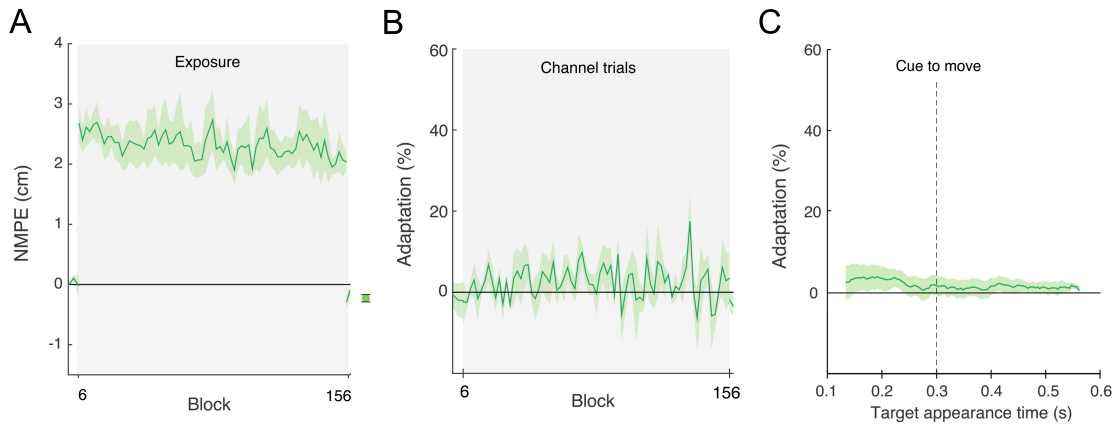 A
4
3
2
1
0
-1
NMPE (cm)
Exposure
6
156
Block
B
60
40
20
0
Adaptation (%)
Channel trials
6
156
Block
C
60
40
20
0
Adaptation (%)
Cue to move
0.1
0.2
0.3
0.4
0.5
0.6
Target appearance time (s)